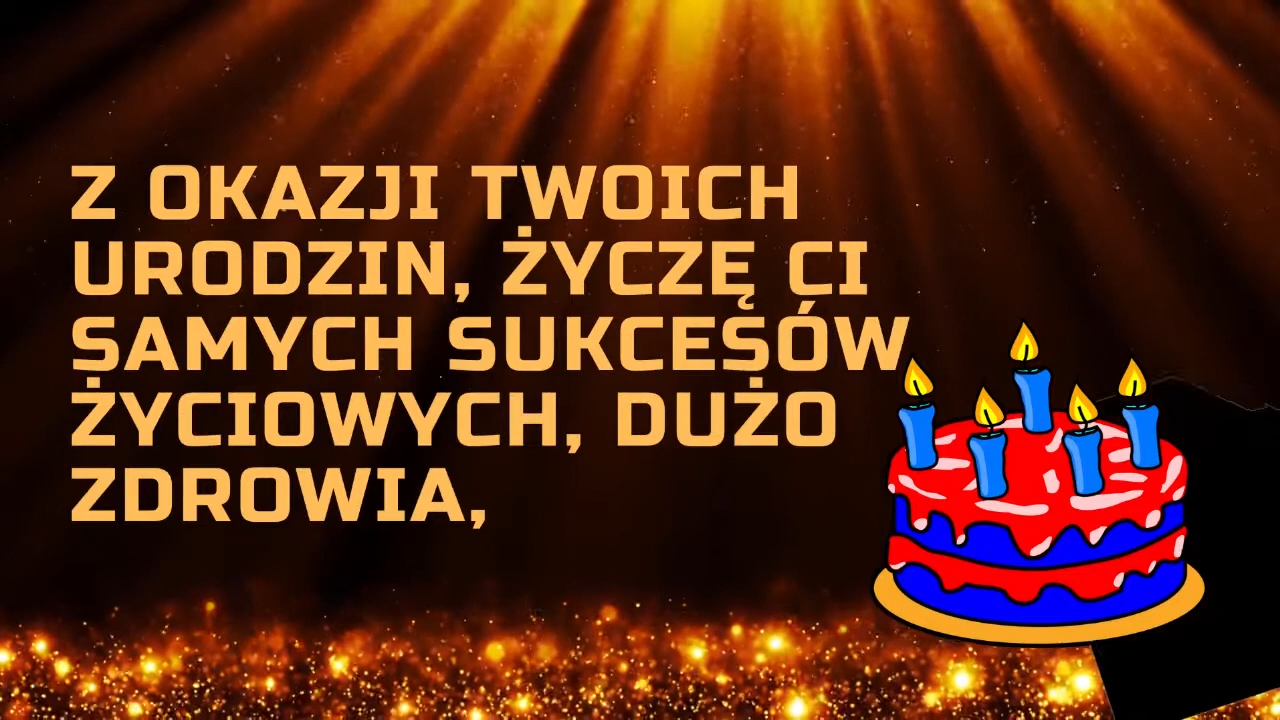 Z OKAZJI TWOICH
URODZIN, ŻYCZĘ CI
SAMYCH SUKCESÓW
ŻYCIOWYCH, DUŻO
ZDROWIA,